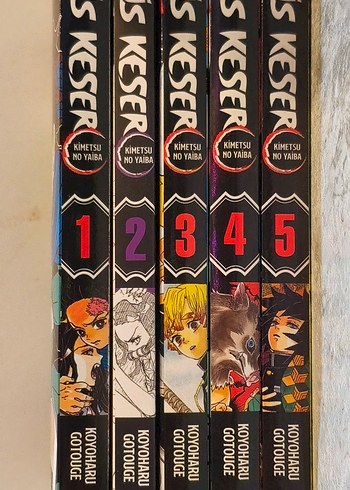 İS KESER
KİMETSU
NO YAİBA
1
KOYOHARU
GOTOUGE
S KESER
KİMETSU
NO YAİBA
2
KOYOHARU
GOTOUGE
S KESER
KİMETSU
NO YAİBA
3
KOYOHARU
GOTOUGE
S KESER
KİMETSU
NO YAİBA
4
KOYOHARU
GOTOUGE
S KESER
KİMETSU
NO YAİBA
5
KOYOHARU
GOTOUGE